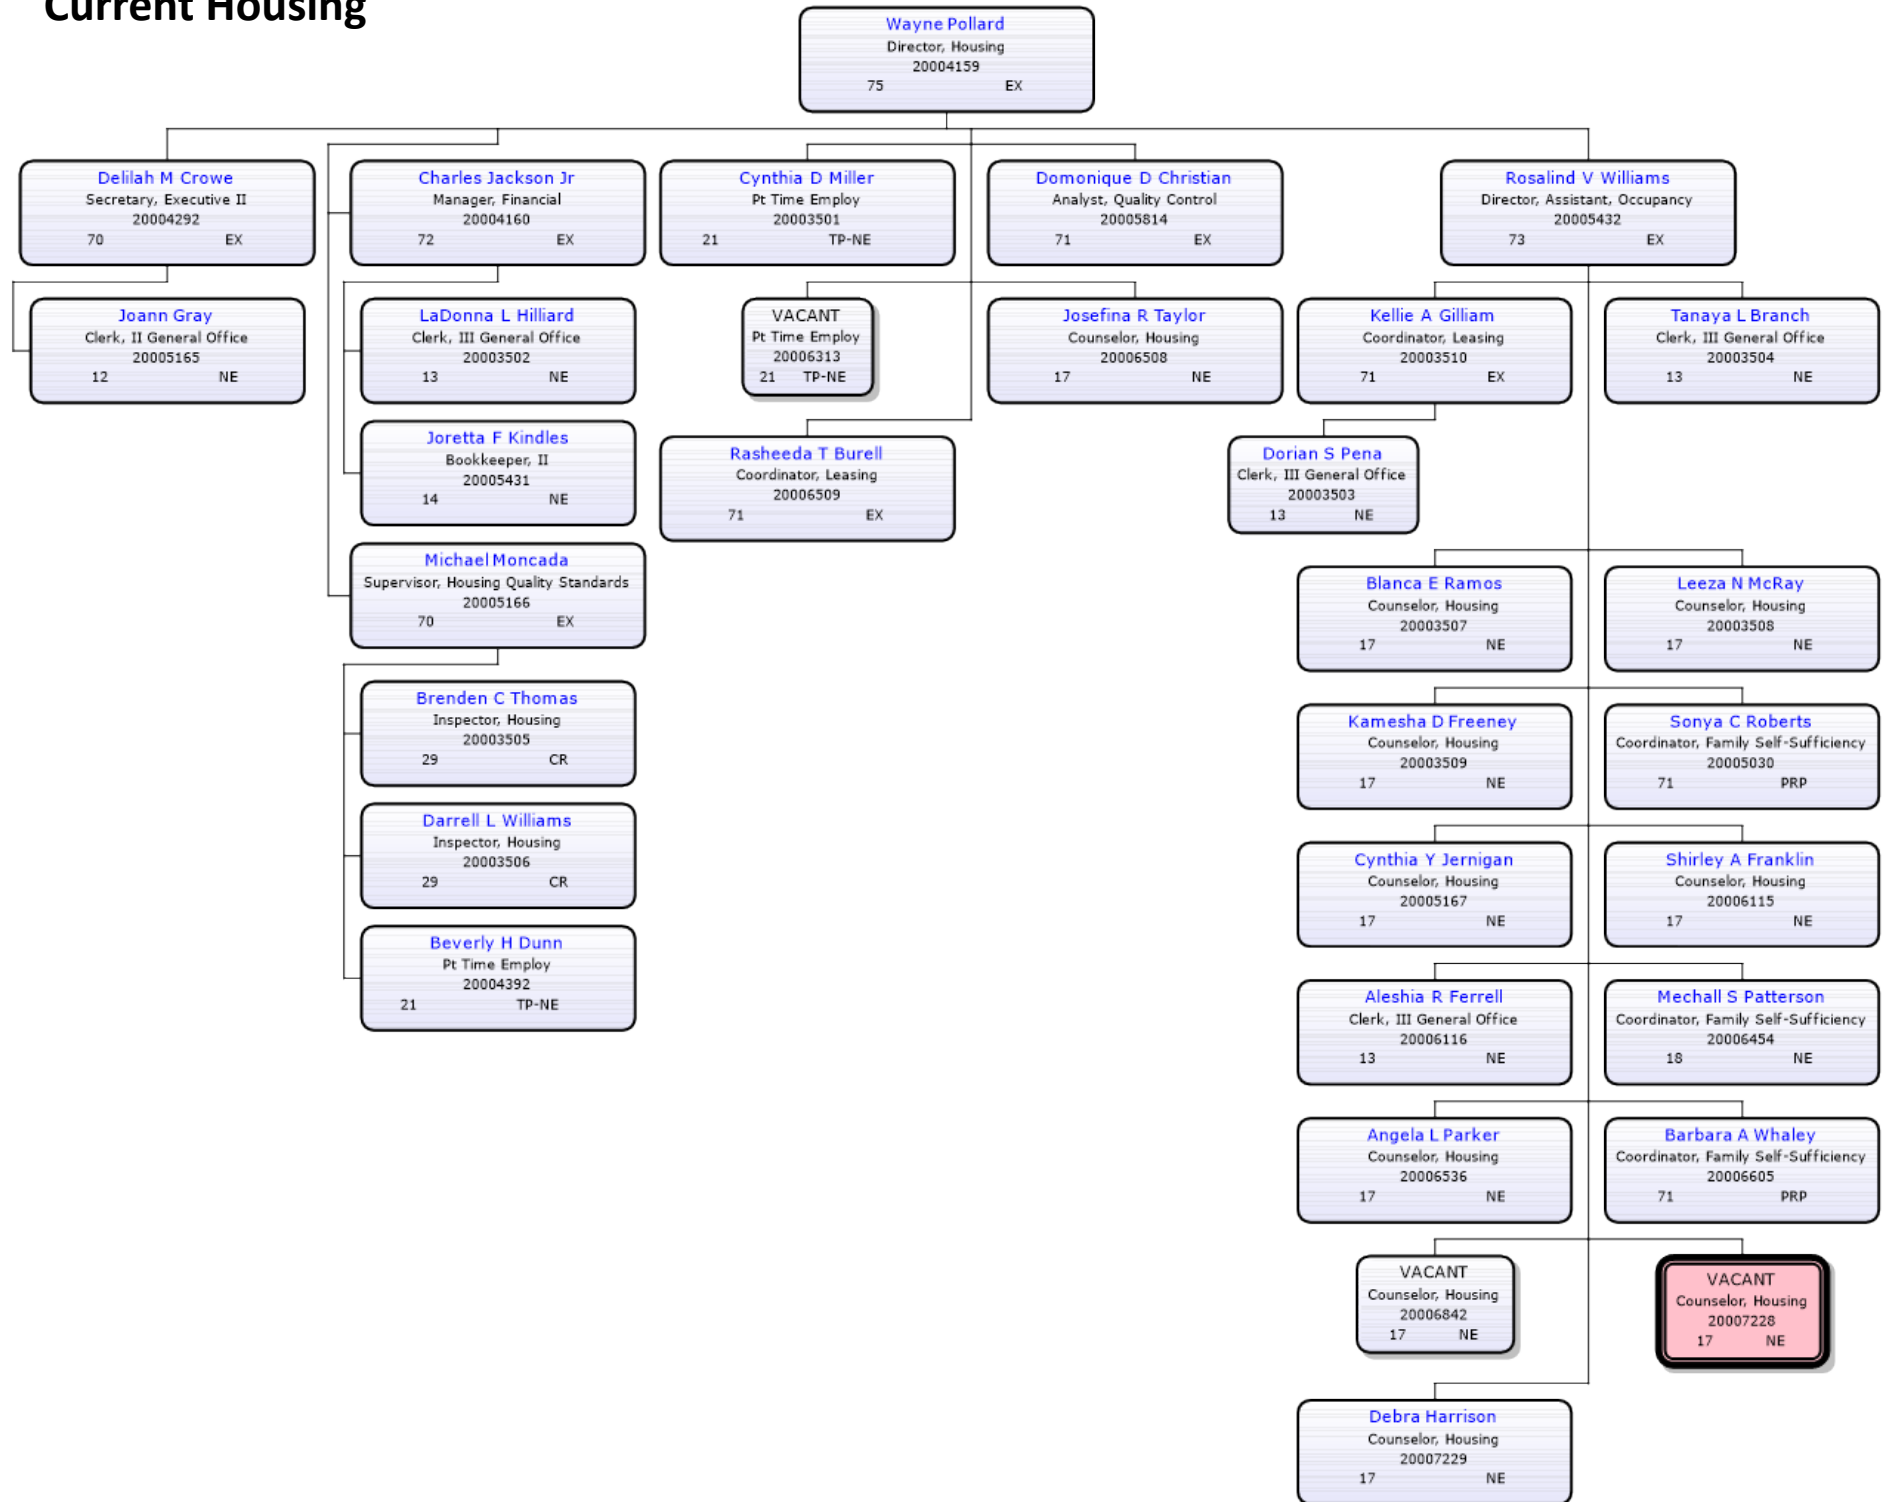 Current Housing
Wayne Pollard
Director, Housing
20004159
75 EX
Delilah M Crowe
Secretary, Executive II
20004292
70 EX
Charles Jackson Jr
Manager, Financial
20004160
72 EX
Cynthia D Miller
Pt Time Employ
20003501
21 TP-NE
Domonique D Christian
Analyst, Quality Control
20005814
71 EX
Rosalind V Williams
Director, Assistant, Occupancy
20005432
73 EX
Joann Gray
Clerk, II General Office
20005165
12 NE
LaDonna L Hilliard
Clerk, III General Office
20003502
13 NE
VACANT
Pt Time Employ
20006313
21 TP-NE
Josefina R Taylor
Counselor, Housing
20006508
17 NE
Kellie A Gilliam
Coordinator, Leasing
20003510
71 EX
Tanaya L Branch
Clerk, III General Office
20003504
13 NE
Joretta F Kindles
Bookkeeper, II
20005431
14 NE
Rasheeda T Burell
Coordinator, Leasing
20006509
71 EX
Dorian S Pena
Clerk, III General Office
20003503
13 NE
Michael Moncada
Supervisor, Housing Quality Standards
20005166
70 EX
Blanca E Ramos
Counselor, Housing
20003507
17 NE
Leeza N McRay
Counselor, Housing
20003508
17 NE
Brenden C Thomas
Inspector, Housing
20003505
29 CR
Kamesha D Freeney
Counselor, Housing
20003509
17 NE
Sonya C Roberts
Coordinator, Family Self-Sufficiency
20005030
71 PRP
Darrell L Williams
Inspector, Housing
20003506
29 CR
Cynthia Y Jernigan
Counselor, Housing
20005167
17 NE
Shirley A Franklin
Counselor, Housing
20006115
17 NE
Beverly H Dunn
Pt Time Employ
20004392
21 TP-NE
Aleshia R Ferrell
Clerk, III General Office
20006116
13 NE
Mechall S Patterson
Coordinator, Family Self-Sufficiency
20006454
18 NE
Angela L Parker
Counselor, Housing
20006536
17 NE
Barbara A Whaley
Coordinator, Family Self-Sufficiency
20006605
71 PRP
VACANT
Counselor, Housing
20006842
17 NE
VACANT
Counselor, Housing
20007228
17 NE
Debra Harrison
Counselor, Housing
20007229
17 NE